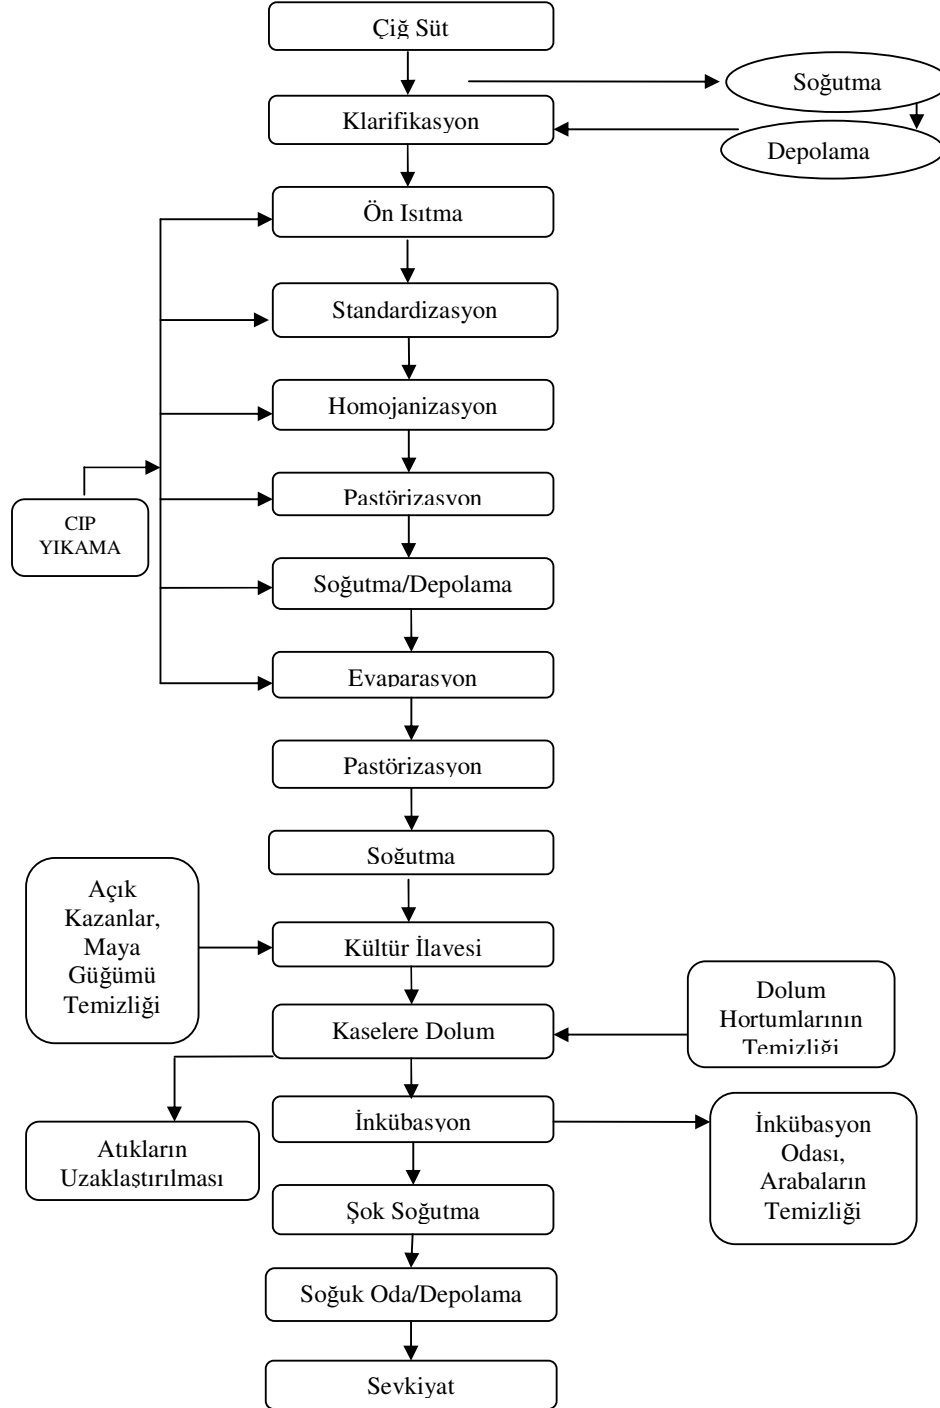 Çiğ Süt
Soğutma
Klarifikasyon
Depolama
Ön Isıtma
Standardizasyon
Homojanizasyon
Pastörizasyon
CIP
YIKAMA
Soğutma/Depolama
Evaparasyon
Pastörizasyon
Soğutma
Açık
Kazanlar,
Maya
Güğümü
Temizliği
Kültür İlavesi
Dolum
Hortumlarının
Temizliği
Kaselere Dolum
İnkübasyon
İnkübasyon
Odası,
Arabaların
Temizliği
Atıkların
Uzaklaştırılması
Şok Soğutma
Soğuk Oda/Depolama
Sevkiyat